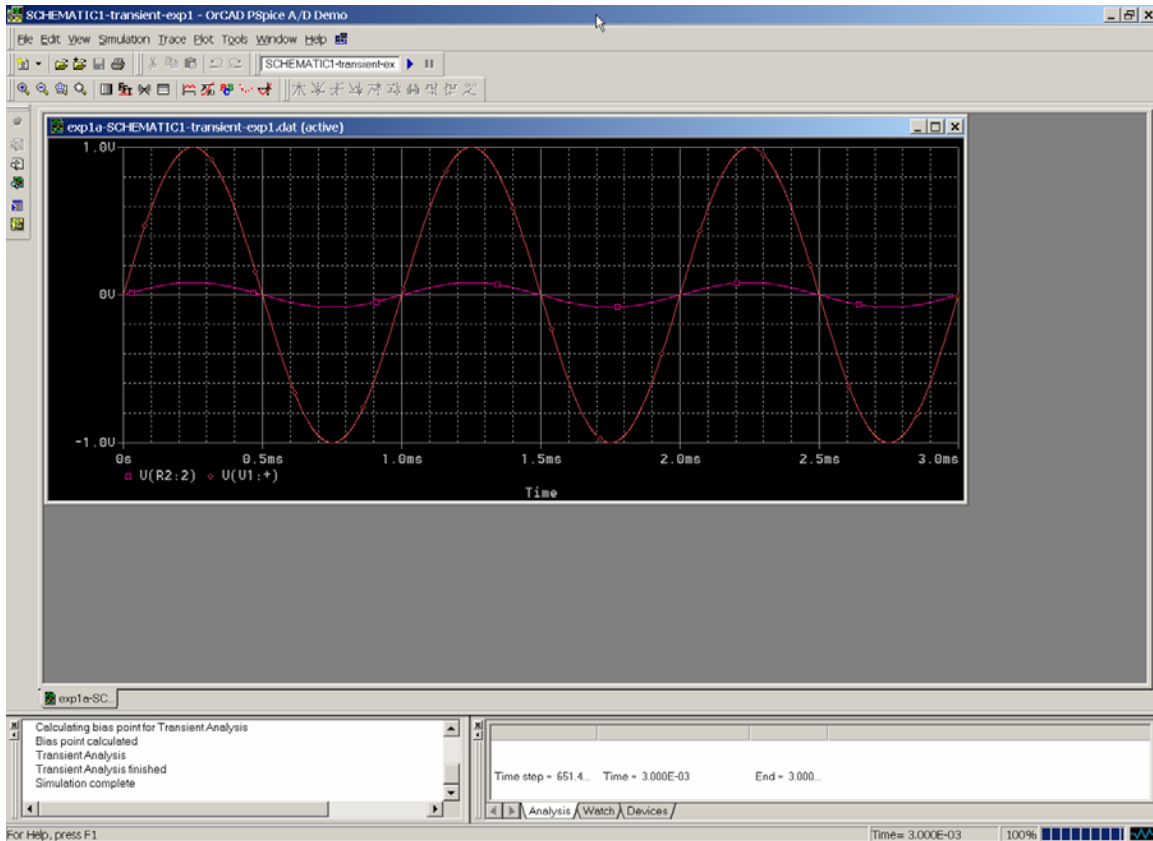 SCHEMATIC1-transient-exp1 - OrCAD PSpice A/D Demo
File Edit View Simulation Trace Plot Tools Window Help
SCHEMATIC1-transient-ex
exp1a-SCHEMATIC1-transient-exp1.dat (active)
1.0V
0V
-1.0V
0s 0.5ms 1.0ms 1.5ms 2.0ms 2.5ms 3.0ms
V(R2:2) V(V1:+)
Time
exp1a-SC...
Calculating bias point for Transient Analysis
Bias point calculated
Transient Analysis
Transient Analysis finished
Simulation complete
Time step = 651.4... Time = 3.000E-03 End = 3.000...
Analysis Watch Devices
For Help, press F1
Time= 3.000E-03 100%